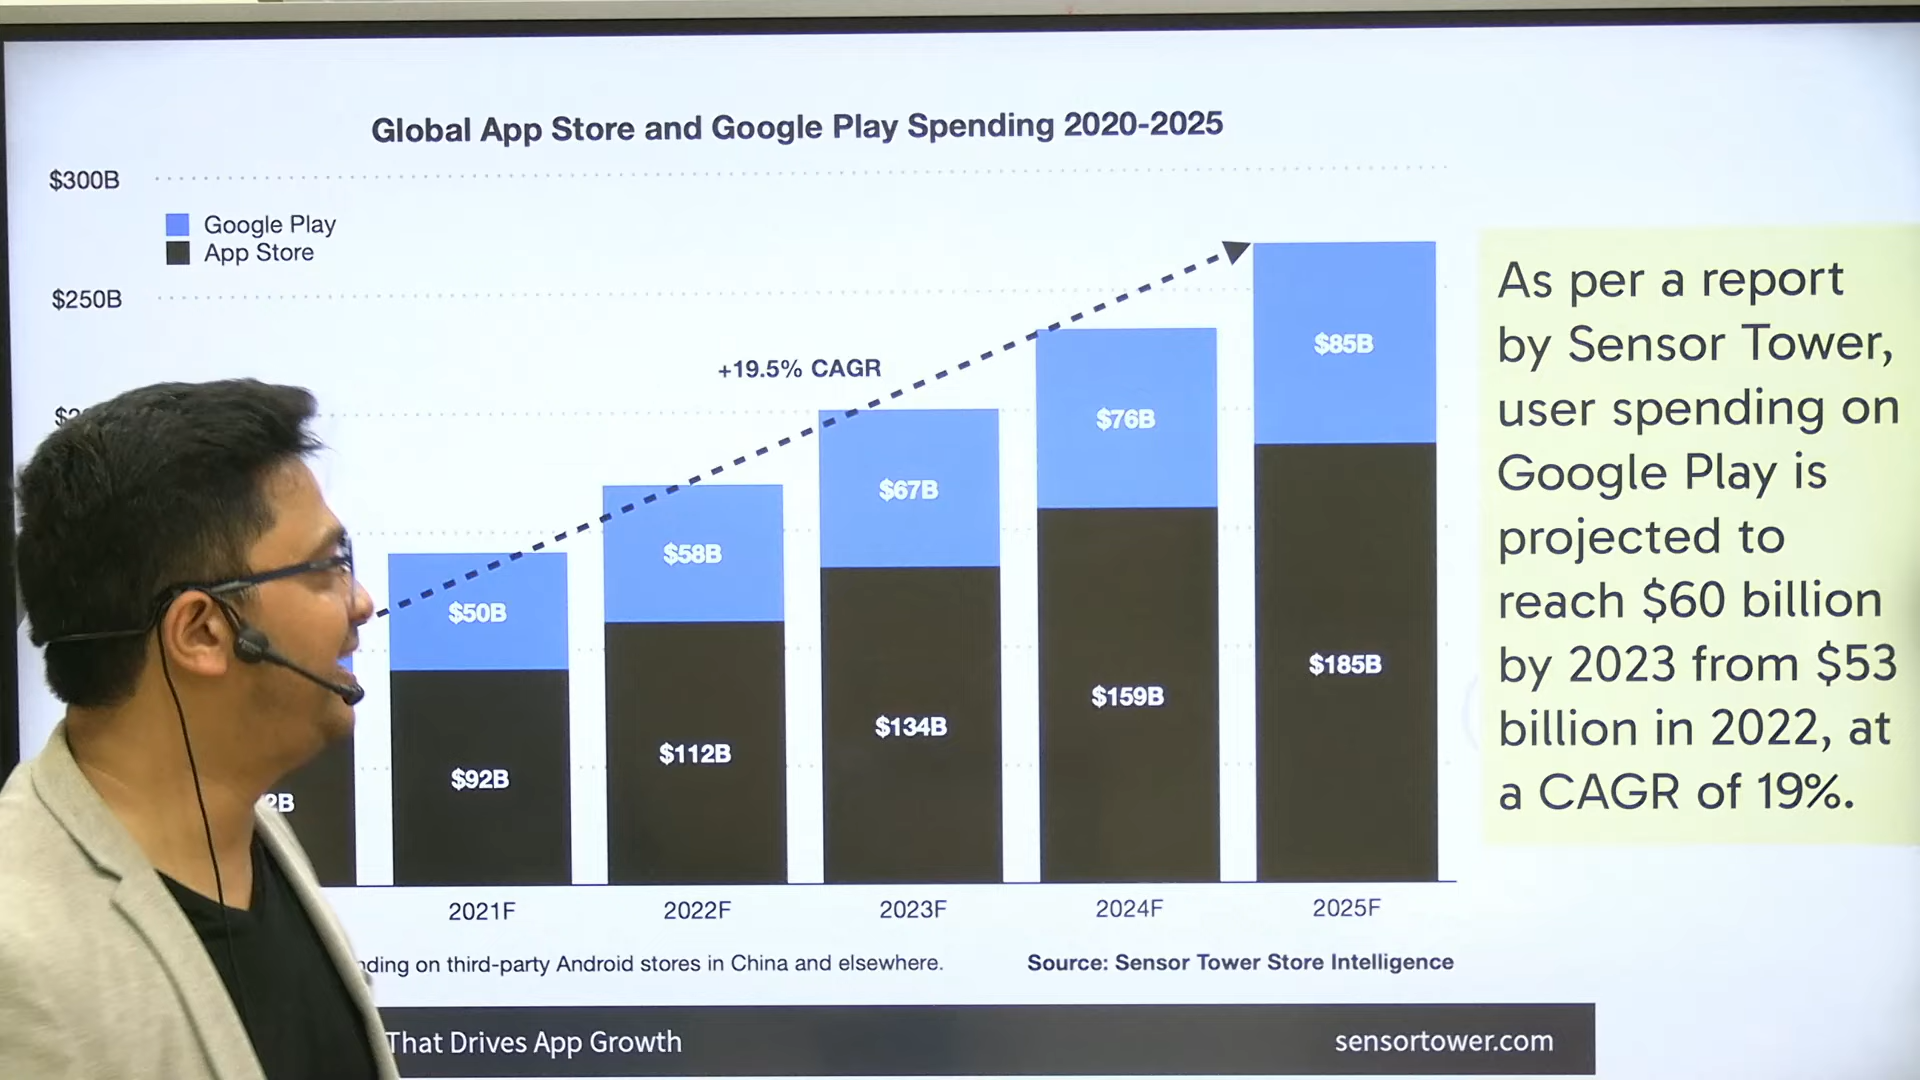 Global App Store and Google Play Spending 2020-2025
$300B
Google Play
App Store
$250B
+19.5% CAGR
$85B
$76B
$67B
$58B
$50B
$185B
$159B
$134B
$112B
$92B
2021F
2022F
2023F
2024F
2025F
on third-party Android stores in China and elsewhere.
Source: Sensor Tower Store Intelligence
That Drives App Growth
sensortower.com
As per a report
by Sensor Tower,
user spending on
Google Play is
projected to
reach $60 billion
by 2023 from $53
billion in 2022, at
a CAGR of 19%.